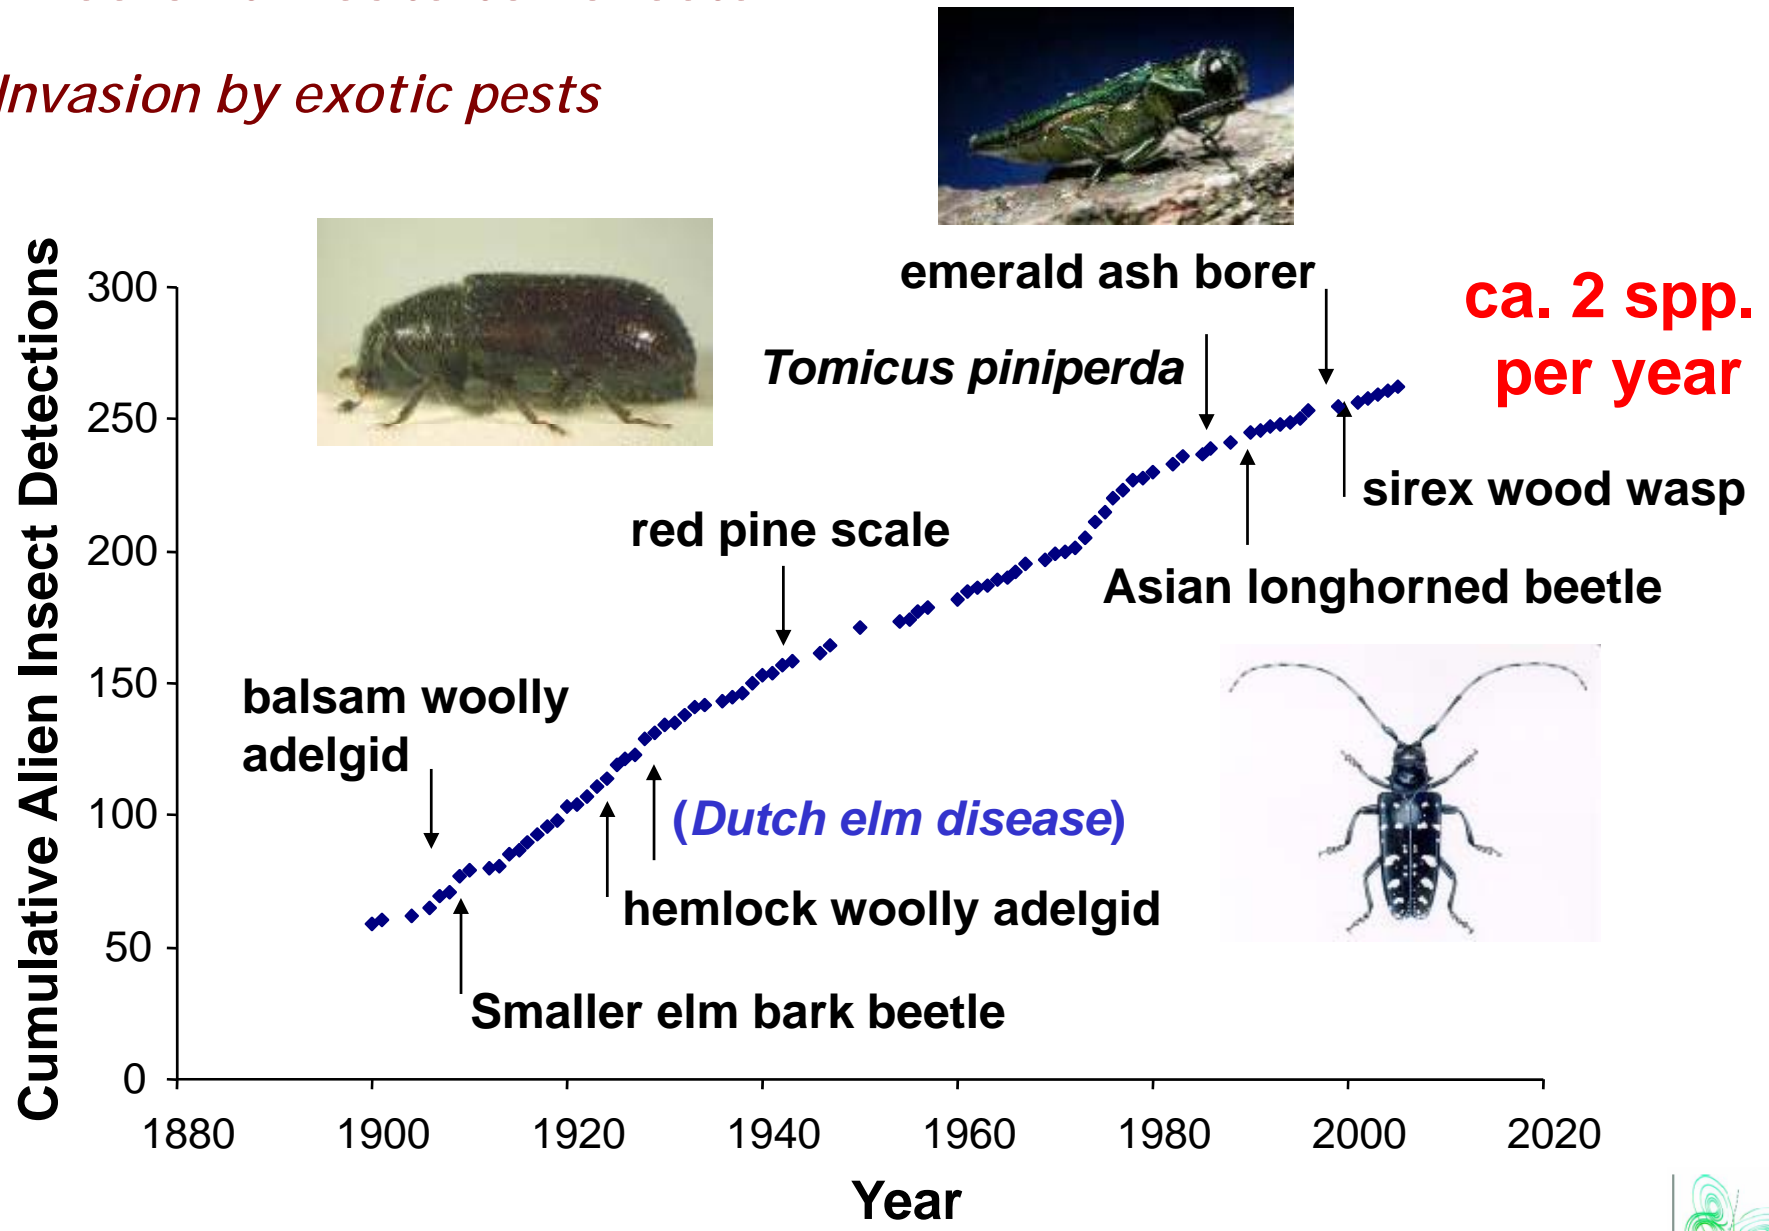 Invasion by exotic pests
emerald ash borer
ca. 2 spp.
per year
Tomicus piniperda
sirex wood wasp
red pine scale
Asian longhorned beetle
balsam woolly
adelgid
(Dutch elm disease)
hemlock woolly adelgid
Smaller elm bark beetle
Cumulative Alien Insect Detections
300
250
200
150
100
50
0
1880 1900 1920 1940 1960 1980 2000 2020
Year